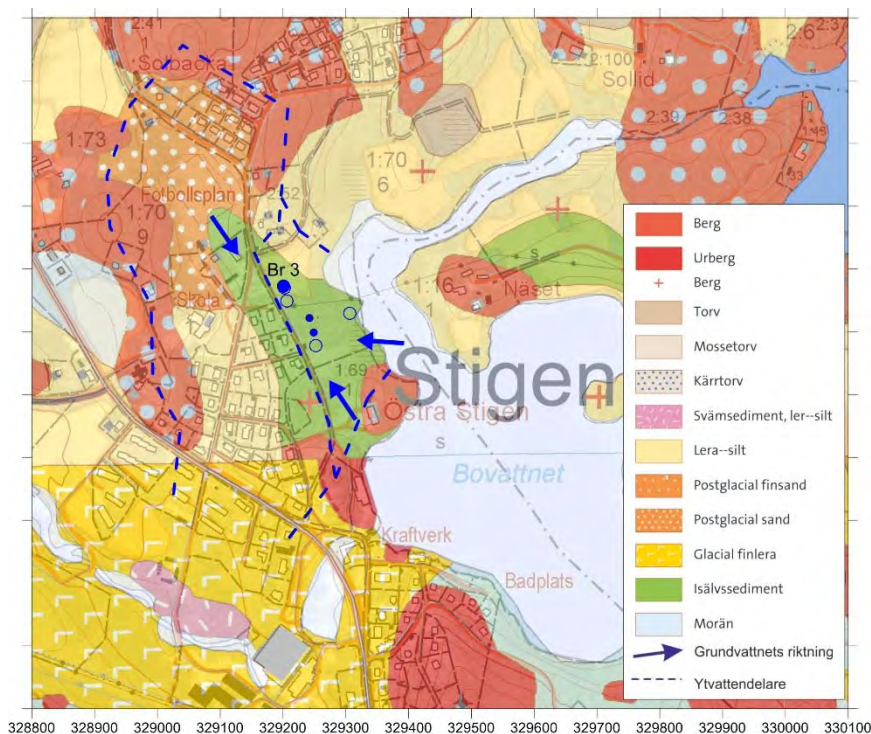 2:41
1
Solbacka
1:73
Fotbollsplan
1:70
9
2:52
Br 3
Skola
1:70
6
2:100
Sollid
2:6
2:39
2:38
1:16
1
Näset
Stigen
1:69
1
Östra Stigen
S
S
Bovattnet
Kraftverk
Badplats
Berg
Urberg
Berg
Torv
Mossetorv
Kärrtorv
Svämsediment, ler--silt
Lera--silt
Postglacial finsand
Postglacial sand
Glacial finlera
Isälvssediment
Morän
Grundvattnets riktning
Ytvattendelare
328800 328900 329000 329100 329200 329300 329400 329500 329600 329700 329800 329900 330000 330100